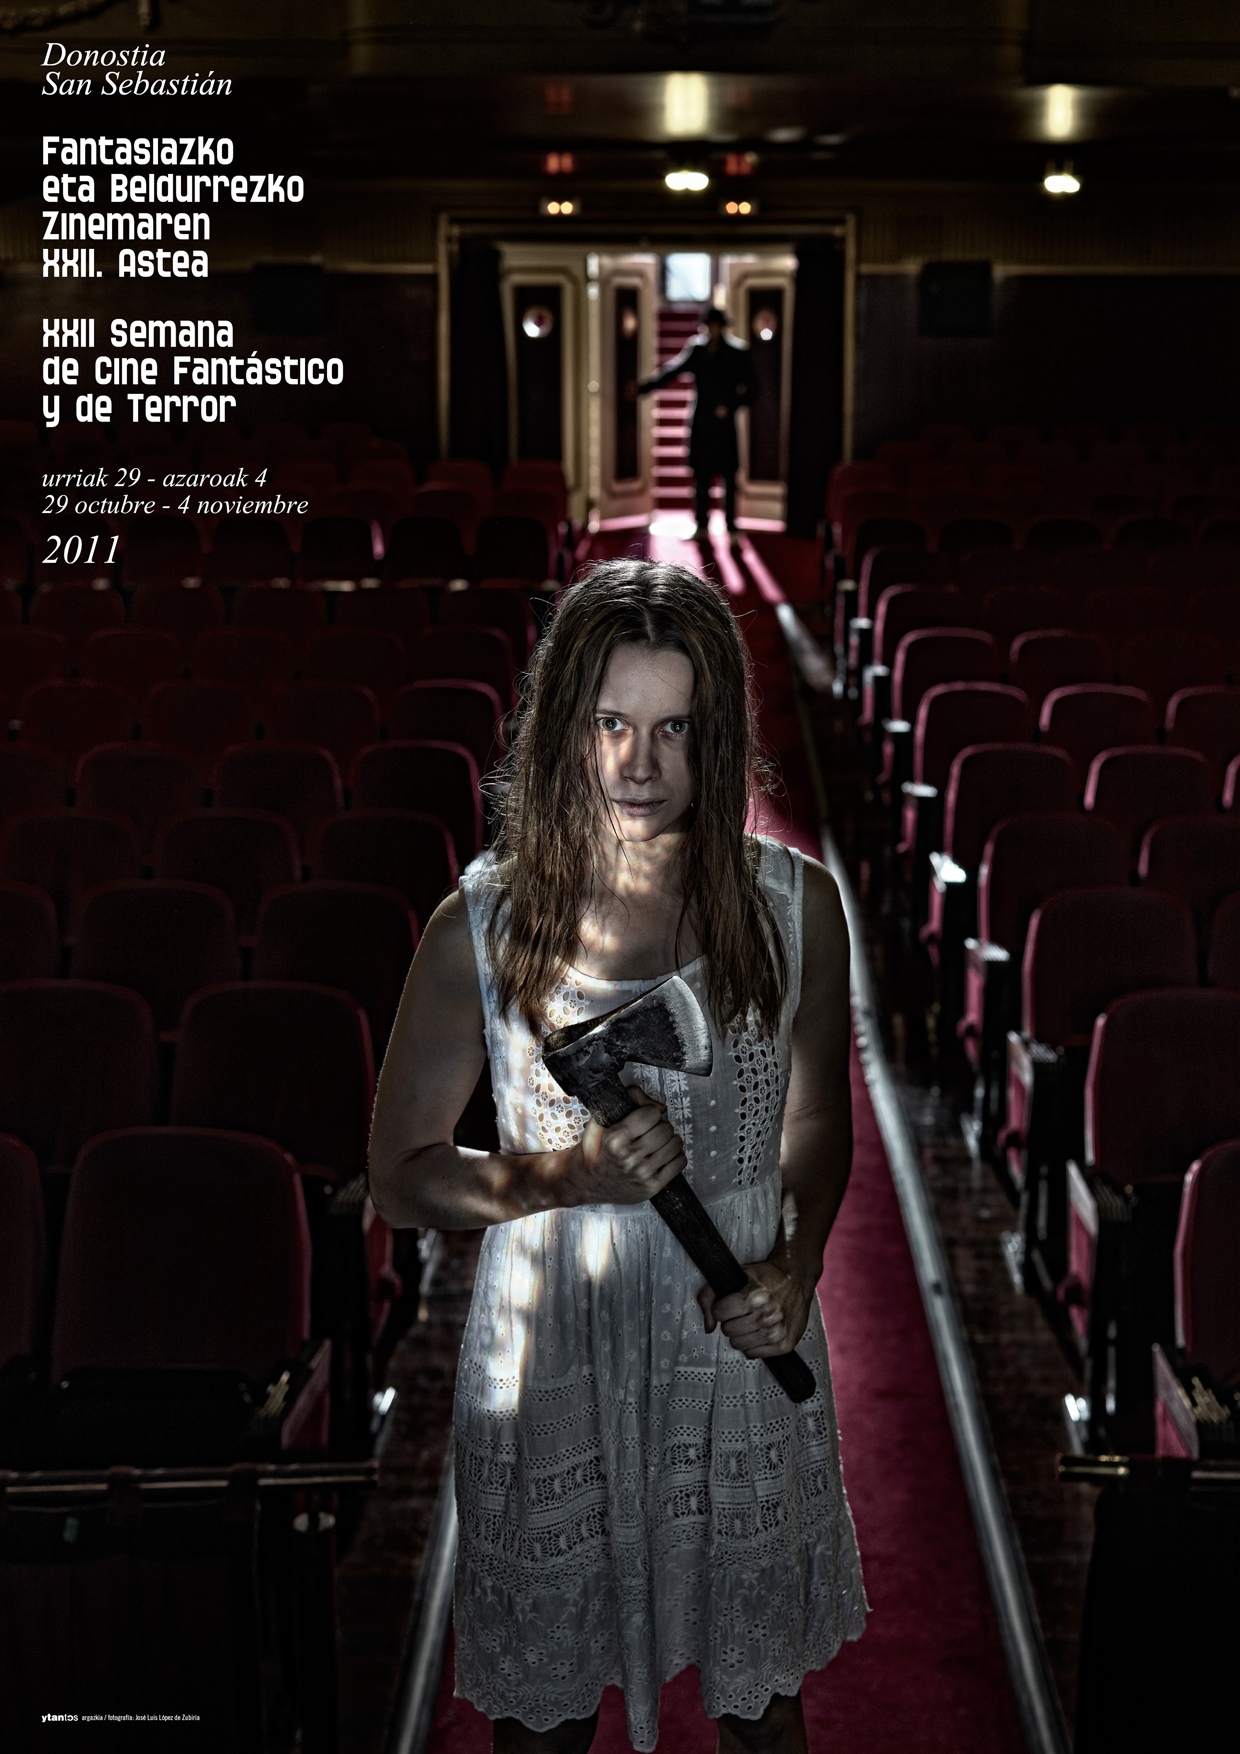 Donostia
San Sebastián
Fantasiazko
eta Beldurrezko
Zinemaren
XXII. Astea
XXII Semana
de Cine Fantástico
y de Terror
urriak 29 - azaroak 4
29 octubre - 4 noviembre
2011
ytantos argazkia / fotografía: José Luis López de Zubiria